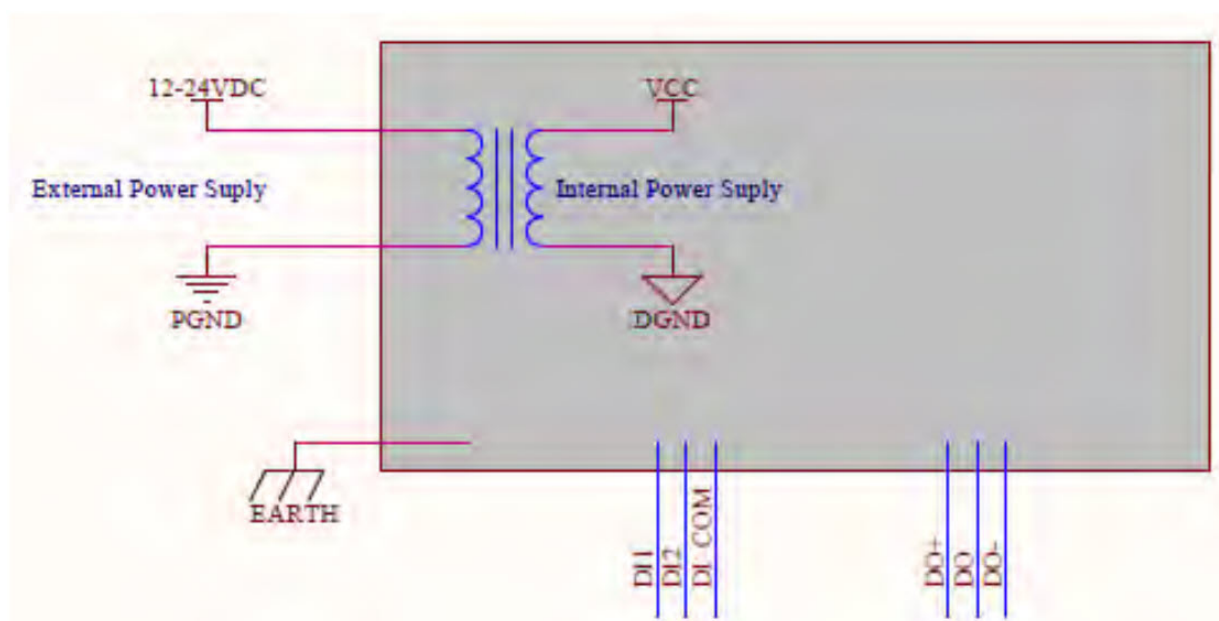 12-24VDC
VCC
External Power Suply
Internal Power Suply
PGND
DGND
EARTH
DI1
DI2
DI_COM
DO+
DO
DO-